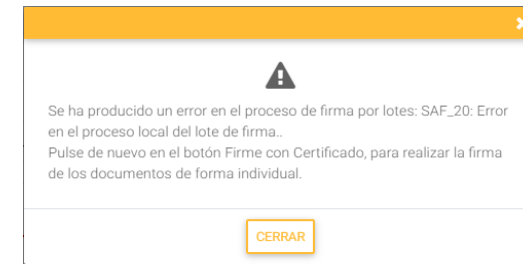 Se ha producido un error en el proceso de firma por lotes: SAF_20: Error
en el proceso local del lote de firma..
Pulse de nuevo en el botón Firme con Certificado, para realizar la firma
de los documentos de forma individual.
CERRAR